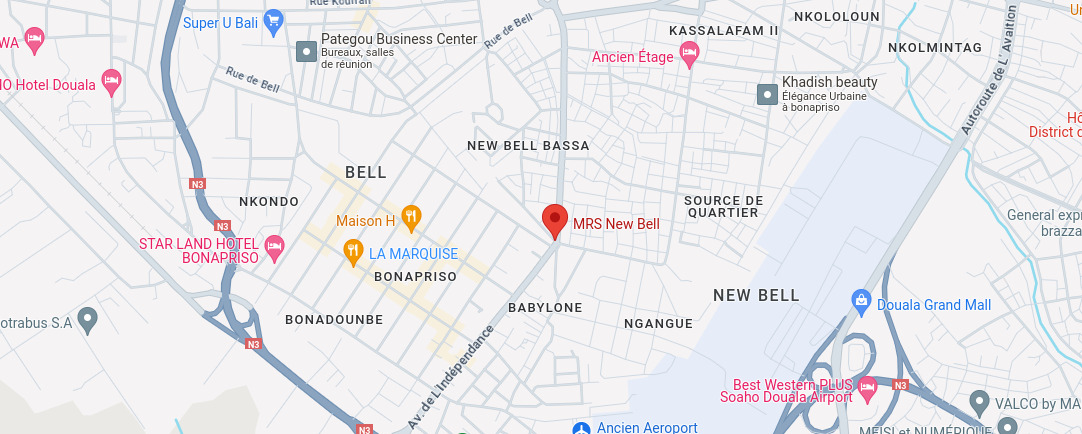 Rue Koumrah
NKOLOLOUN
Super U Bali
Rue de Bell
KASSALAFAM II
WA
Pategou Business Center
Bureaux, salles
de réunion
NKOLMINTAG
Ancien Étage
IO Hotel Douala
Rue de Bell
Khadish beauty
Élégance Urbaine
à bonapriso
Autoroute de L' Avaition
Hô
District d
NEW BELL BASSA
BELL
N3
NKONDO
SOURCE DE
QUARTIER
General expr
brazza
Maison H
MRS New Bell
N3
STAR LAND HOTEL
BONAPRISO
LA MARQUISE
BONAPRISO
NEW BELL
Douala Grand Mall
BABYLONE
BONADOUNBE
NGANGUE
otrabus S.A
N3
Av. de L'Indépendance
Best Western PLUS
Soaho Douala Airport
N3
VALCO by MA
N3
Ancien Aeroport
MEISI et NUMÉRIQUE